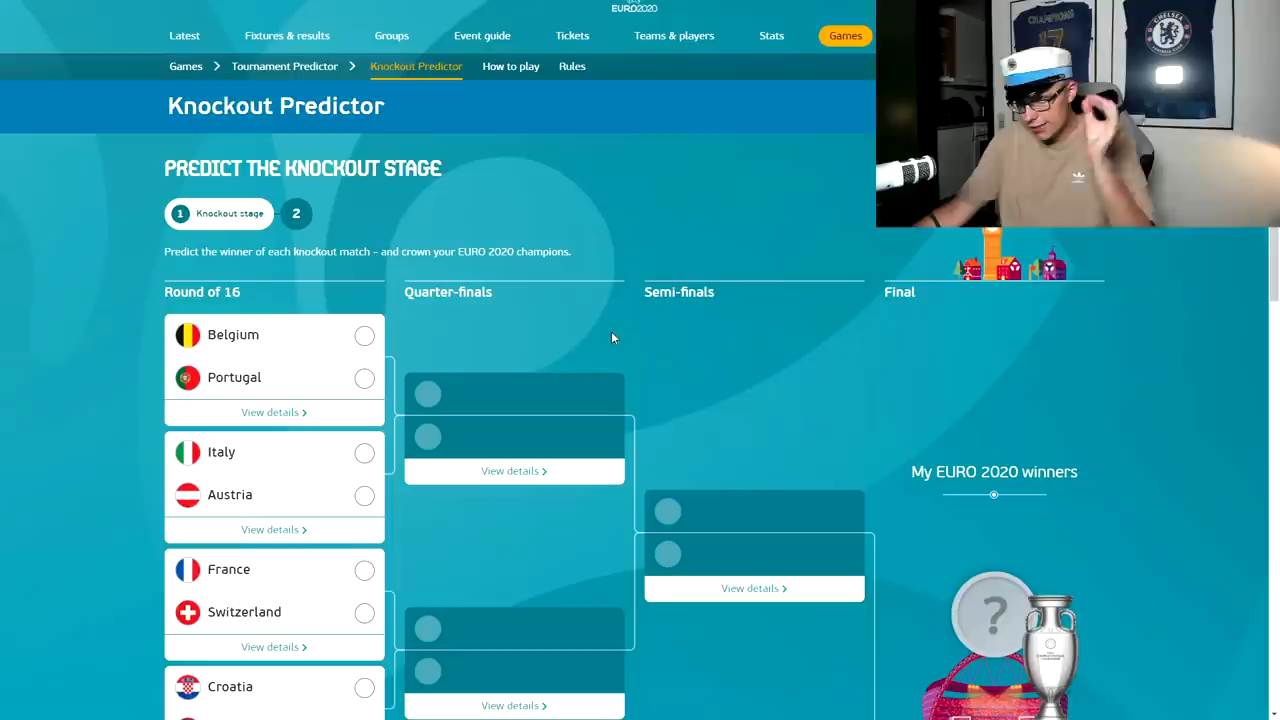 EURO2020
Latest Fixtures & results Groups Event guide Tickets Teams & players Stats Games
Games Tournament Predictor Knockout Predictor How to play Rules
Knockout Predictor
PREDICT THE KNOCKOUT STAGE
1 Knockout stage 2
Predict the winner of each knockout match – and crown your EURO 2020 champions.
Round of 16 Quarter-finals Semi-finals Final
Belgium
Portugal
View details
Italy
Austria
View details
France
Switzerland
View details
Croatia
View details
View details
View details
My EURO 2020 winners
?
CHAMPIONS
CHELSEA